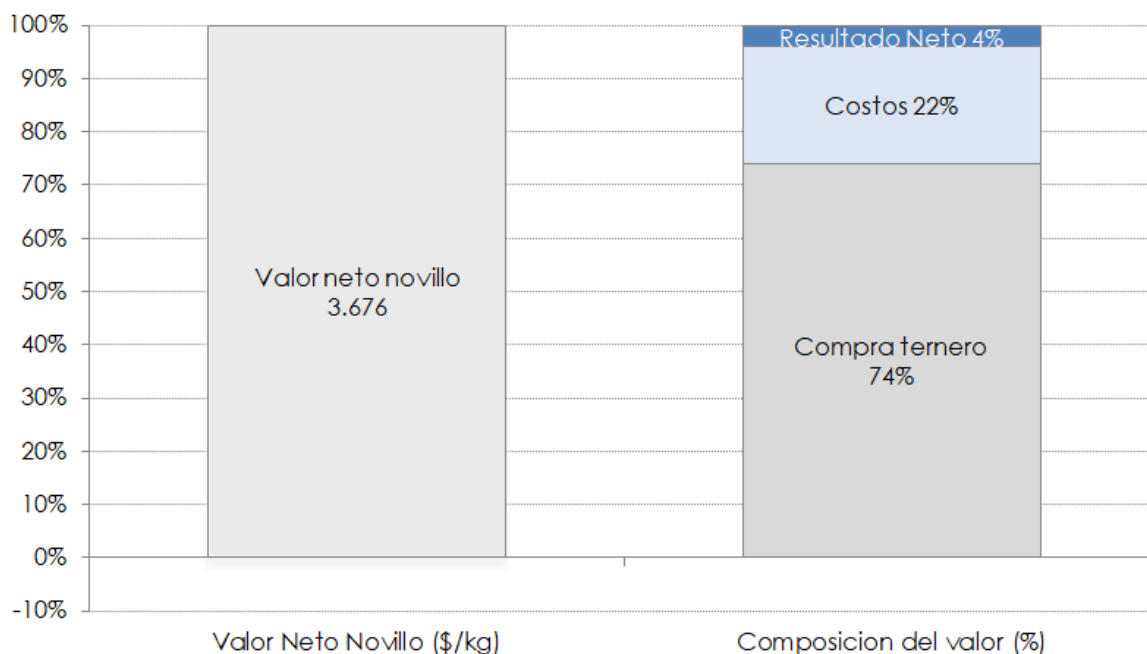 100%
90%
80%
70%
60%
50%
40%
30%
20%
10%
0%
-10%
Valor neto novillo
3.676
Resultado Neto 4%
Costos 22%
Compra ternero
74%
Valor Neto Novillo ($/kg)
Composicion del valor (%)